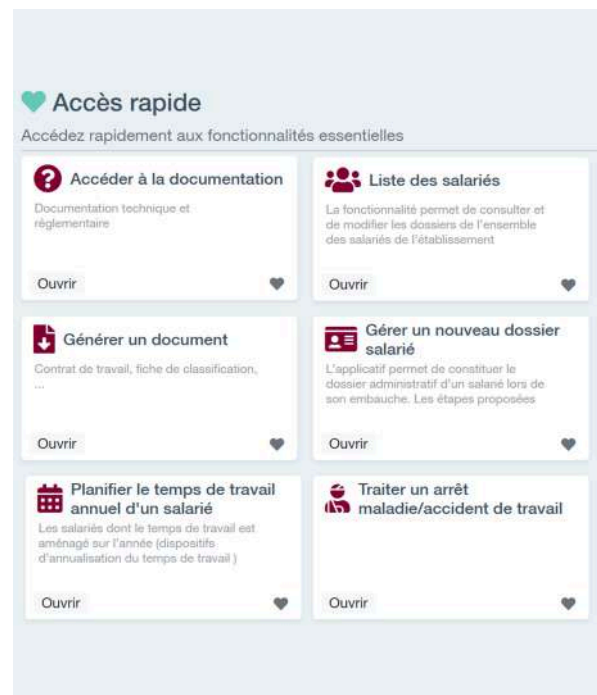 Accès rapide
Accédez rapidement aux fonctionnalités essentielles
Accéder à la documentation
Documentation technique et
réglementaire
Ouvrir
Liste des salariés
La fonctionnalité permet de consulter et
de modifier les dossiers de l'ensemble
des salariés de l'établissement
Ouvrir
Générer un document
Contrat de travail, fiche de classification,
...
Ouvrir
Gérer un nouveau dossier
salarié
L'applicatif permet de constituer le
dossier administratif d'un salarié lors de
son embauche. Les étapes proposées
Ouvrir
Planifier le temps de travail
annuel d'un salarié
Les salariés dont le temps de travail est
aménagé sur l'année (dispositifs
d'annualisation du temps de travail )
Ouvrir
Traiter un arrêt
maladie/accident de travail
Ouvrir